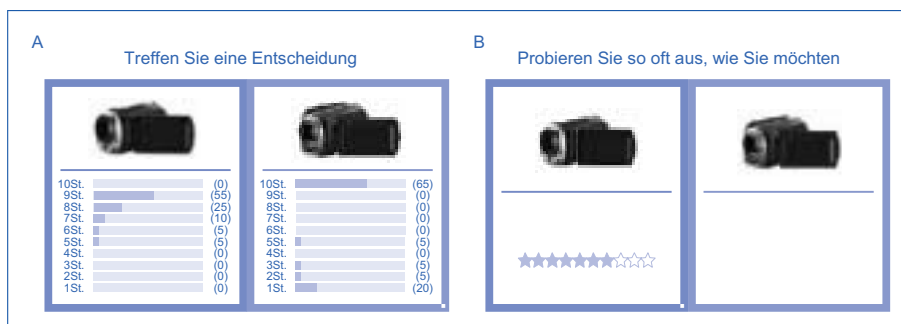 A
Treffen Sie eine Entscheidung
10St. (0)
9St. (55)
8St. (25)
7St. (10)
6St. (5)
5St. (5)
4St. (0)
3St. (0)
2St. (0)
1St. (0)
10St. (65)
9St. (0)
8St. (0)
7St. (0)
6St. (0)
5St. (5)
4St. (0)
3St. (5)
2St. (5)
1St. (20)
B
Probieren Sie so oft aus, wie Sie möchten